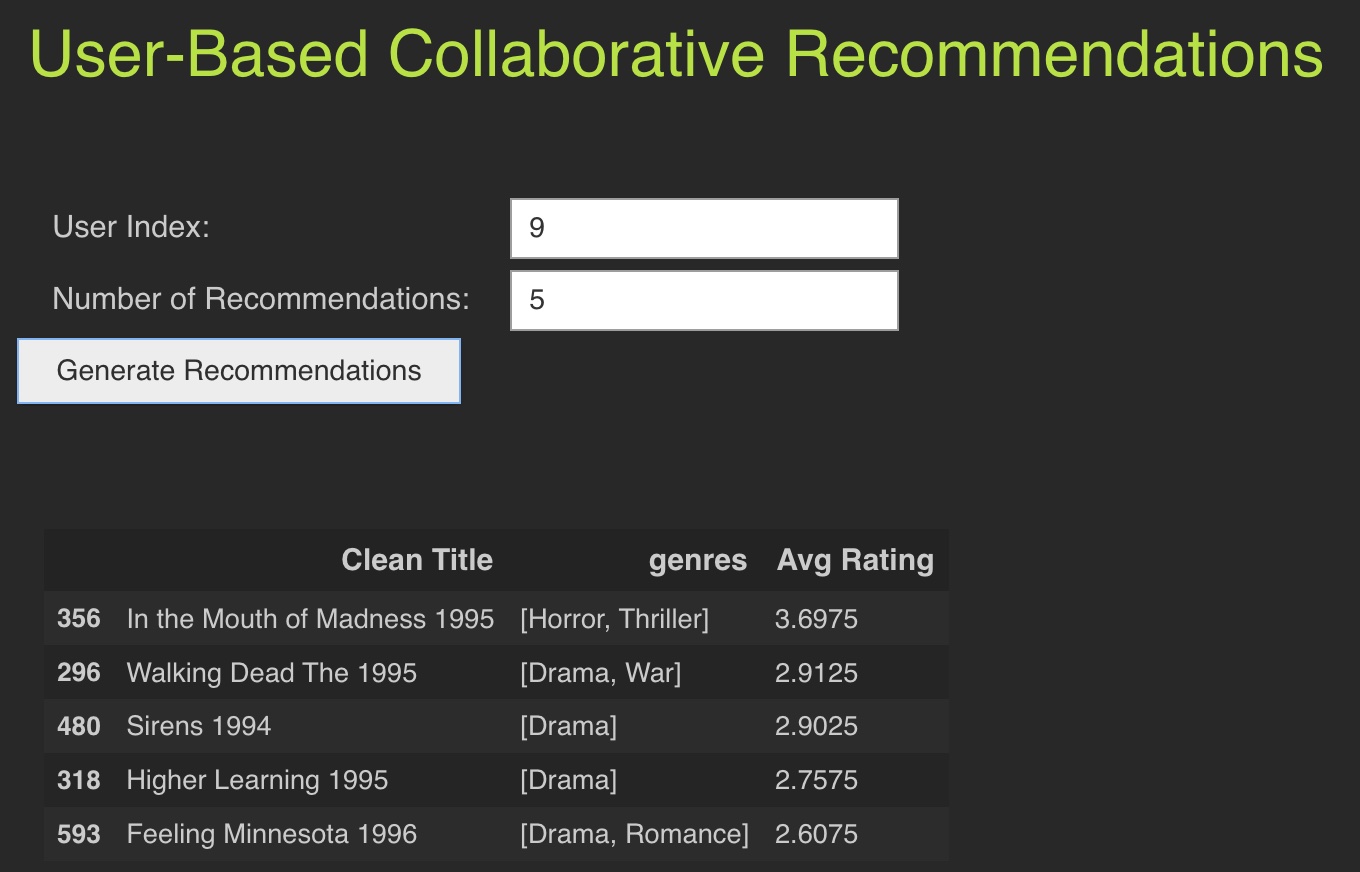 User-Based Collaborative Recommendations
User Index: 9
Number of Recommendations: 5
Generate Recommendations
Clean Title genres Avg Rating
356 In the Mouth of Madness 1995 [Horror, Thriller] 3.6975
296 Walking Dead The 1995 [Drama, War] 2.9125
480 Sirens 1994 [Drama] 2.9025
318 Higher Learning 1995 [Drama] 2.7575
593 Feeling Minnesota 1996 [Drama, Romance] 2.6075